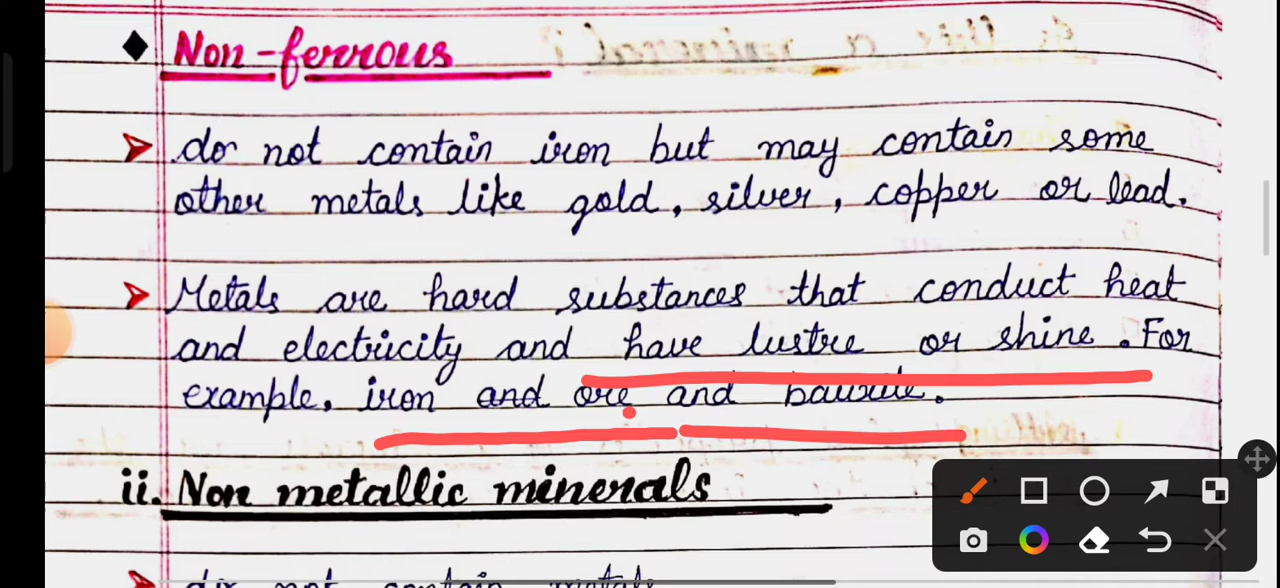 Non-ferrous
do not contain iron but may contain some
other metals like gold, silver, copper or lead.
Metals are hard substances that conduct heat
and electricity and have lustre or shine. For
example, iron and ore and bauxite.
ii. Non metallic minerals
not contain